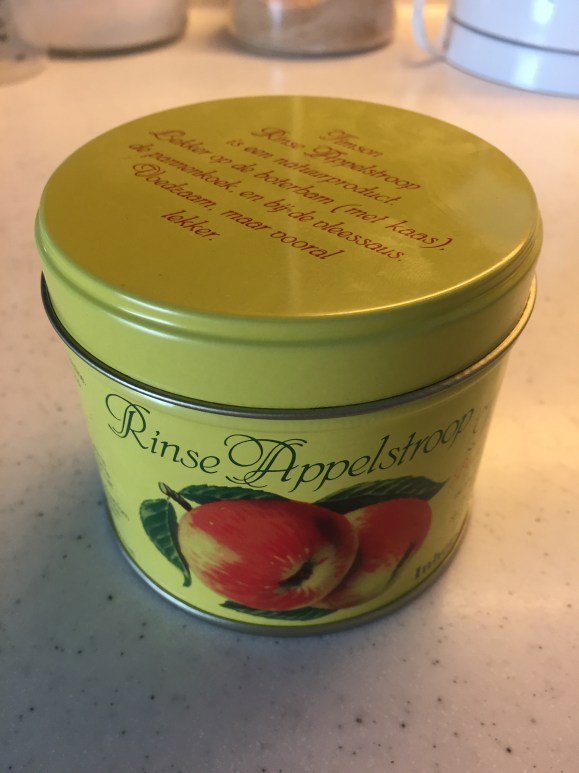 Timson
Rinse Appelstroop
is een natuurproduct.
Lekker op de boterham (met kaas).
de pannenkoek en bij de vleessaus.
Voedzaam, maar vooral
lekker.
Rinse Appelstroop